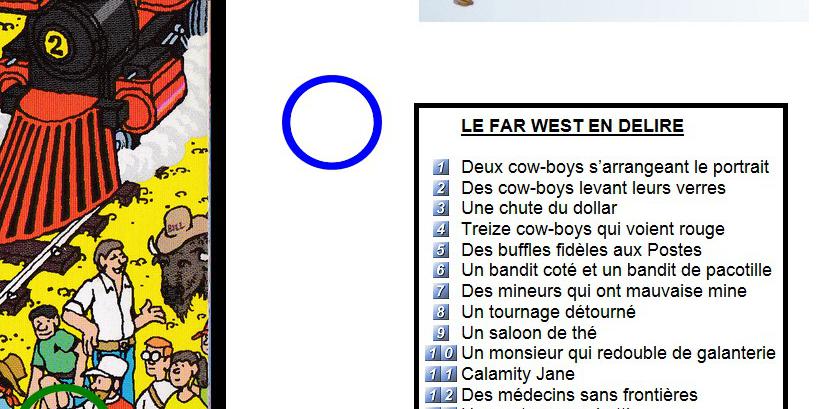 2
BILL
LE FAR WEST EN DELIRE
1 Deux cow-boys s'arrangeant le portrait
2 Des cow-boys levant leurs verres
3 Une chute du dollar
4 Treize cow-boys qui voient rouge
5 Des buffles fidèles aux Postes
6 Un bandit coté et un bandit de pacotille
7 Des mineurs qui ont mauvaise mine
8 Un tournage détourné
9 Un saloon de thé
10 Un monsieur qui redouble de galanterie
11 Calamity Jane
12 Des médecins sans frontières